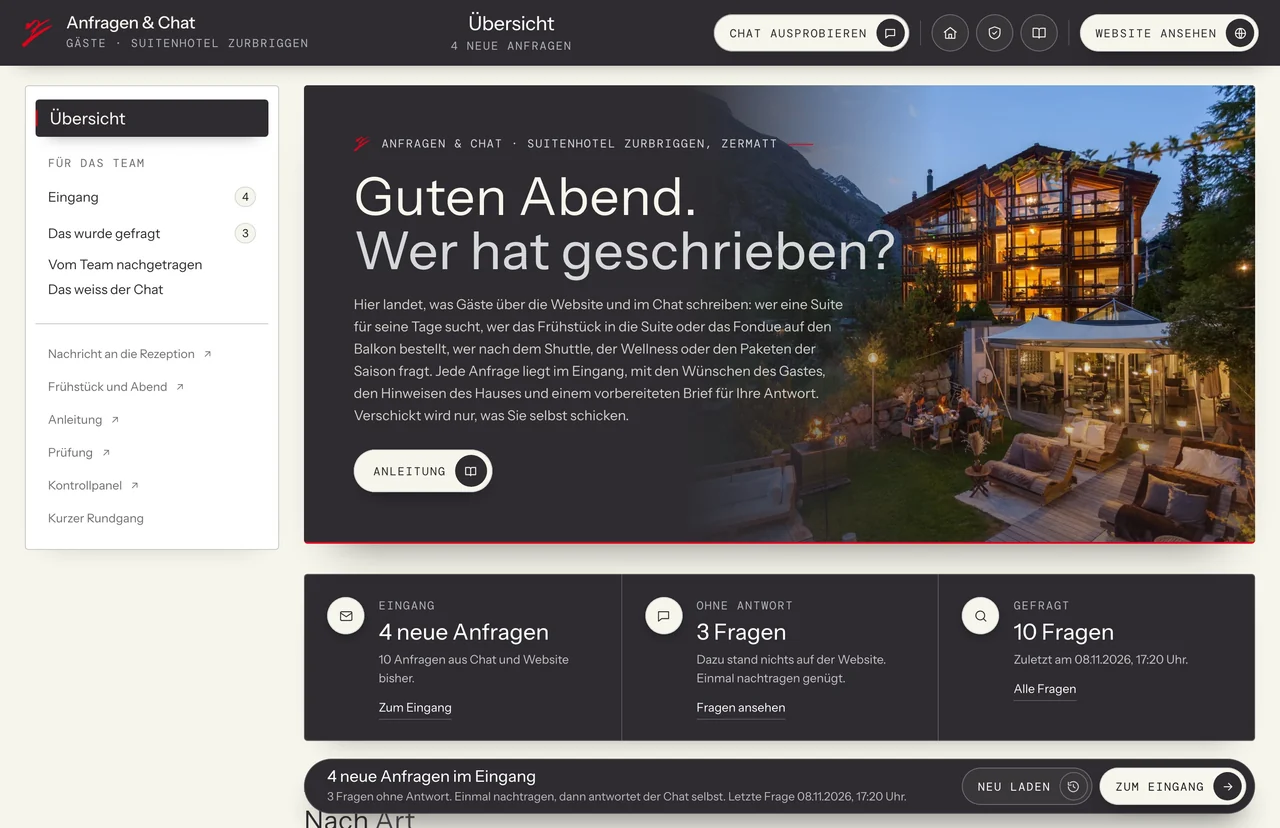 Anfragen & Chat
GÄSTE · SUITENHOTEL ZURBRIGGEN
Übersicht
4 NEUE ANFRAGEN
CHAT AUSPROBIEREN
WEBSITE ANSEHEN
Übersicht
FÜR DAS TEAM
Eingang 4
Das wurde gefragt 3
Vom Team nachgetragen
Das weiss der Chat
Nachricht an die Rezeption ↗
Frühstück und Abend ↗
Anleitung ↗
Prüfung ↗
Kontrollpanel ↗
Kurzer Rundgang
ANFRAGEN & CHAT · SUITENHOTEL ZURBRIGGEN, ZERMATT
Guten Abend.
Wer hat geschrieben?
Hier landet, was Gäste über die Website und im Chat schreiben: wer eine Suite
für seine Tage sucht, wer das Frühstück in die Suite oder das Fondue auf den
Balkon bestellt, wer nach dem Shuttle, der Wellness oder den Paketen der
Saison fragt. Jede Anfrage liegt im Eingang, mit den Wünschen des Gastes,
den Hinweisen des Hauses und einem vorbereiteten Brief für Ihre Antwort.
Verschickt wird nur, was Sie selbst schicken.
ANLEITUNG
EINGANG
4 neue Anfragen
10 Anfragen aus Chat und Website
bisher.
Zum Eingang
OHNE ANTWORT
3 Fragen
Dazu stand nichts auf der Website.
Einmal nachtragen genügt.
Fragen ansehen
GEFRAGT
10 Fragen
Zuletzt am 08.11.2026, 17:20 Uhr.
Alle Fragen
4 neue Anfragen im Eingang
3 Fragen ohne Antwort. Einmal nachtragen, dann antwortet der Chat selbst. Letzte Frage 08.11.2026, 17:20 Uhr.
NEU LADEN
ZUM EINGANG
Nach Art